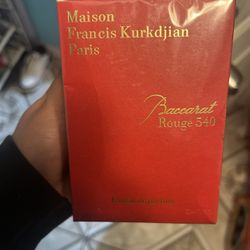 Maison
Francis Kurkdjian
Paris
Baccarat
Rouge 540